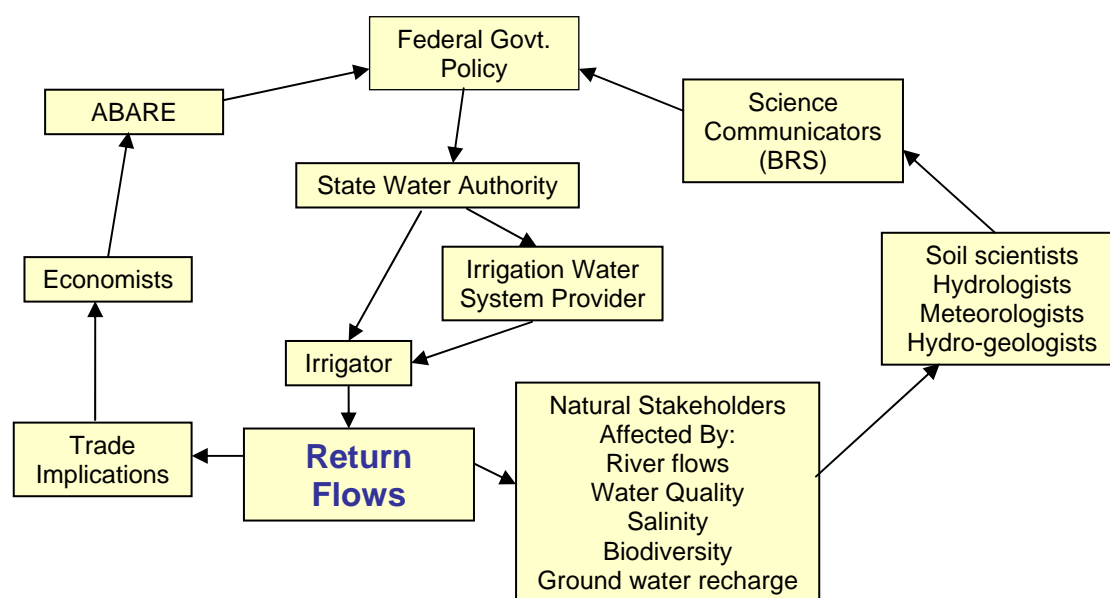 Federal Govt.
Policy
ABARE
Science
Communicators
(BRS)
State Water Authority
Economists
Irrigation Water
System Provider
Soil scientists
Hydrologists
Meteorologists
Hydro-geologists
Irrigator
Trade
Implications
Return
Flows
Natural Stakeholders
Affected By:
River flows
Water Quality
Salinity
Biodiversity
Ground water recharge